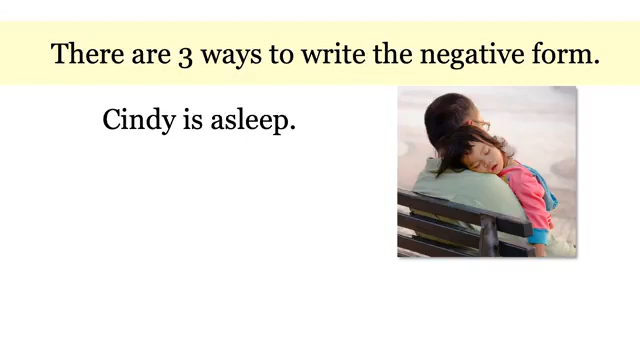 There are 3 ways to write the negative form.
Cindy is asleep.